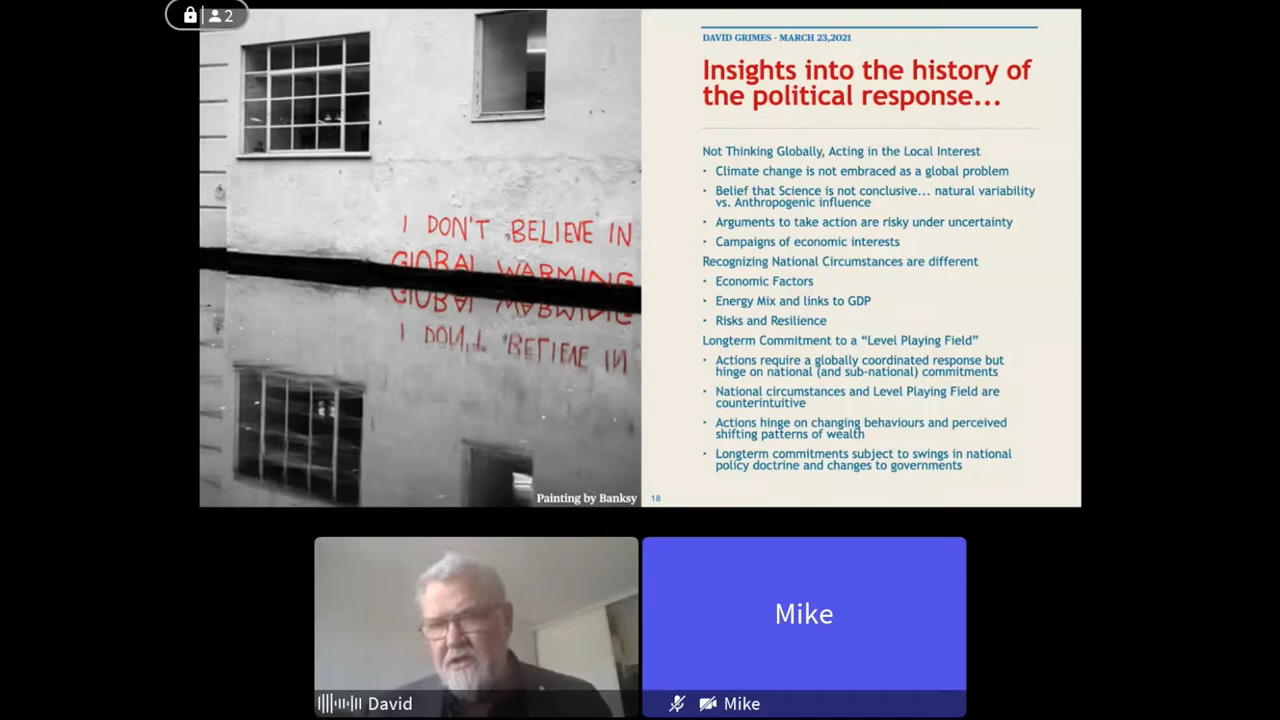 2
DAVID GRIMES - MARCH 23,2021
Insights into the history of
the political response...
Not Thinking Globally, Acting in the Local Interest
‣ Climate change is not embraced as a global problem
‣ Belief that Science is not conclusive... natural variability
vs. Anthropogenic influence
‣ Arguments to take action are risky under uncertainty
‣ Campaigns of economic interests
Recognizing National Circumstances are different
‣ Economic Factors
‣ Energy Mix and links to GDP
‣ Risks and Resilience
Longterm Commitment to a “Level Playing Field”
‣ Actions require a globally coordinated response but
hinge on national (and sub-national) commitments
‣ National circumstances and Level Playing Field are
counterintuitive
‣ Actions hinge on changing behaviours and perceived
shifting patterns of wealth
‣ Longterm commitments subject to swings in national
policy doctrine and changes to governments
I DON'T BELIEVE IN
GLOBAL WARMING
Painting by Banksy
18
Mike
David
Mike